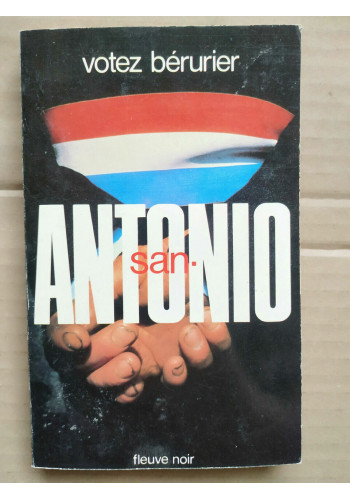 votez bérurier
san-
ANTONIO
fleuve noir